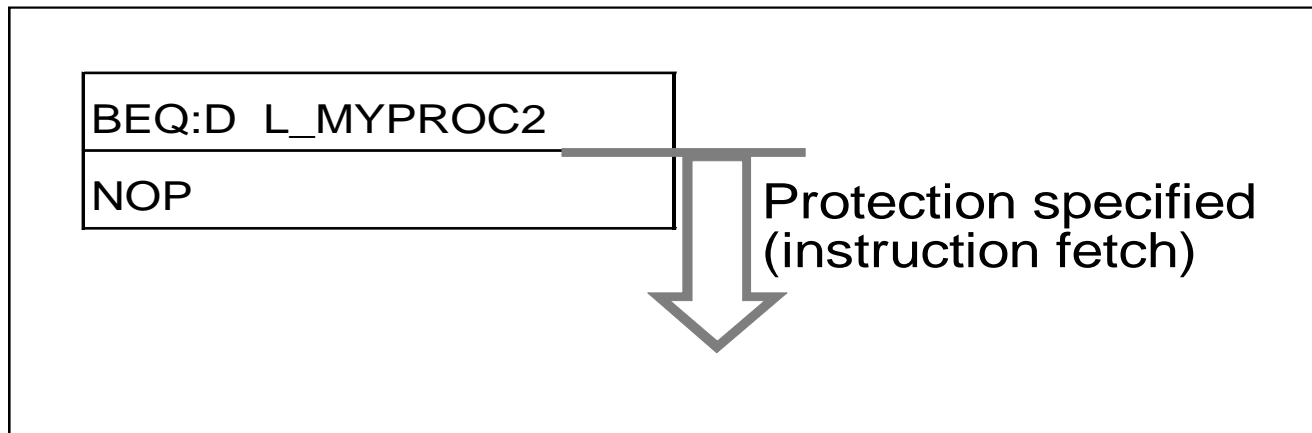 BEQ:D L_MYPROC2
NOP
Protection specified
(instruction fetch)